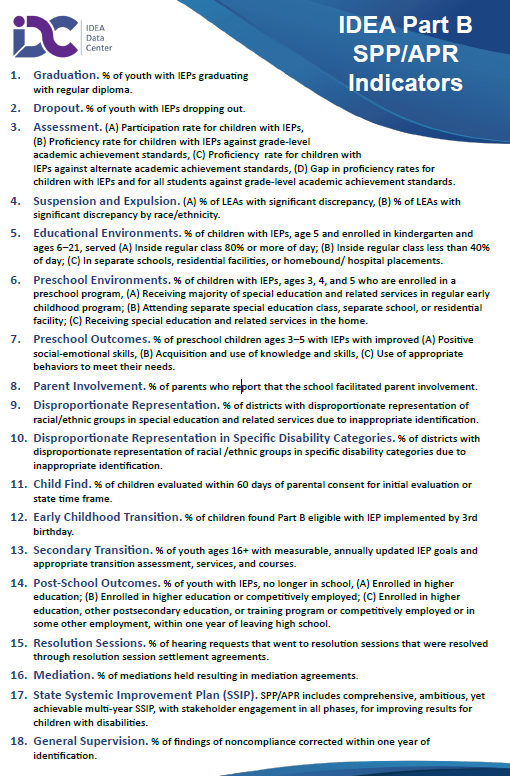 IDC
IDEA
Data
Center
IDEA Part B
SPP/APR
Indicators
1. Graduation. % of youth with IEPs graduating
with regular diploma.
2. Dropout. % of youth with IEPs dropping out.
3. Assessment. (A) Participation rate for children with IEPs,
(B) Proficiency rate for children with IEPs against grade-level
academic achievement standards, (C) Proficiency rate for children with
IEPs against alternate academic achievement standards, (D) Gap in proficiency rates for
children with IEPs and for all students against grade-level academic achievement standards.
4. Suspension and Expulsion. (A) % of LEAs with significant discrepancy, (B) % of LEAs with
significant discrepancy by race/ethnicity.
5. Educational Environments. % of children with IEPs, age 5 and enrolled in kindergarten and
ages 6–21, served (A) Inside regular class 80% or more of day; (B) Inside regular class less than 40%
of day; (C) In separate schools, residential facilities, or homebound/ hospital placements.
6. Preschool Environments. % of children with IEPs, ages 3, 4, and 5 who are enrolled in a
preschool program, (A) Receiving majority of special education and related services in regular early
childhood program; (B) Attending separate special education class, separate school, or residential
facility; (C) Receiving special education and related services in the home.
7. Preschool Outcomes. % of preschool children ages 3–5 with IEPs with improved (A) Positive
social-emotional skills, (B) Acquisition and use of knowledge and skills, (C) Use of appropriate
behaviors to meet their needs.
8. Parent Involvement. % of parents who report that the school facilitated parent involvement.
9. Disproportionate Representation. % of districts with disproportionate representation of
racial/ethnic groups in special education and related services due to inappropriate identification.
10. Disproportionate Representation in Specific Disability Categories. % of districts with
disproportionate representation of racial /ethnic groups in specific disability categories due to
inappropriate identification.
11. Child Find. % of children evaluated within 60 days of parental consent for initial evaluation or
state time frame.
12. Early Childhood Transition. % of children found Part B eligible with IEP implemented by 3rd
birthday.
13. Secondary Transition. % of youth ages 16+ with measurable, annually updated IEP goals and
appropriate transition assessment, services, and courses.
14. Post-School Outcomes. % of youth with IEPs, no longer in school, (A) Enrolled in higher
education; (B) Enrolled in higher education or competitively employed; (C) Enrolled in higher
education, other postsecondary education, or training program or competitively employed or in
some other employment, within one year of leaving high school.
15. Resolution Sessions. % of hearing requests that went to resolution sessions that were resolved
through resolution session settlement agreements.
16. Mediation. % of mediations held resulting in mediation agreements.
17. State Systemic Improvement Plan (SSIP). SPP/APR includes comprehensive, ambitious, yet
achievable multi-year SSIP, with stakeholder engagement in all phases, for improving results for
children with disabilities.
18. General Supervision. % of findings of noncompliance corrected within one year of
identification.